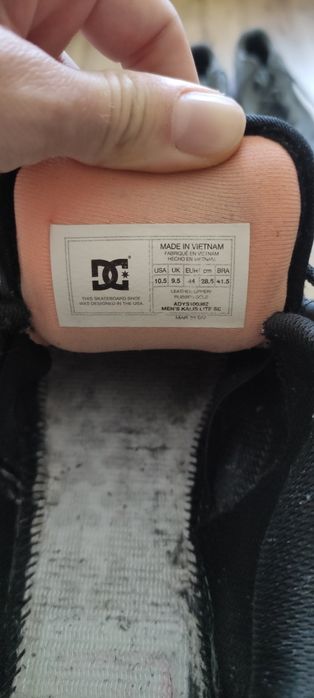 DC
THIS SKATEBOARD SHOE
WAS DESIGNED IN THE USA.
MADE IN VIETNAM
FABRIQUÉ EN VIETNAM
HECHO EN VIETNAM
USA UK EUR cm BRA
10.5 9.5 44 28.5 41.5
LEATHER UPPER/
RUBBER SOLE
MEN'S KALIS LITE SE